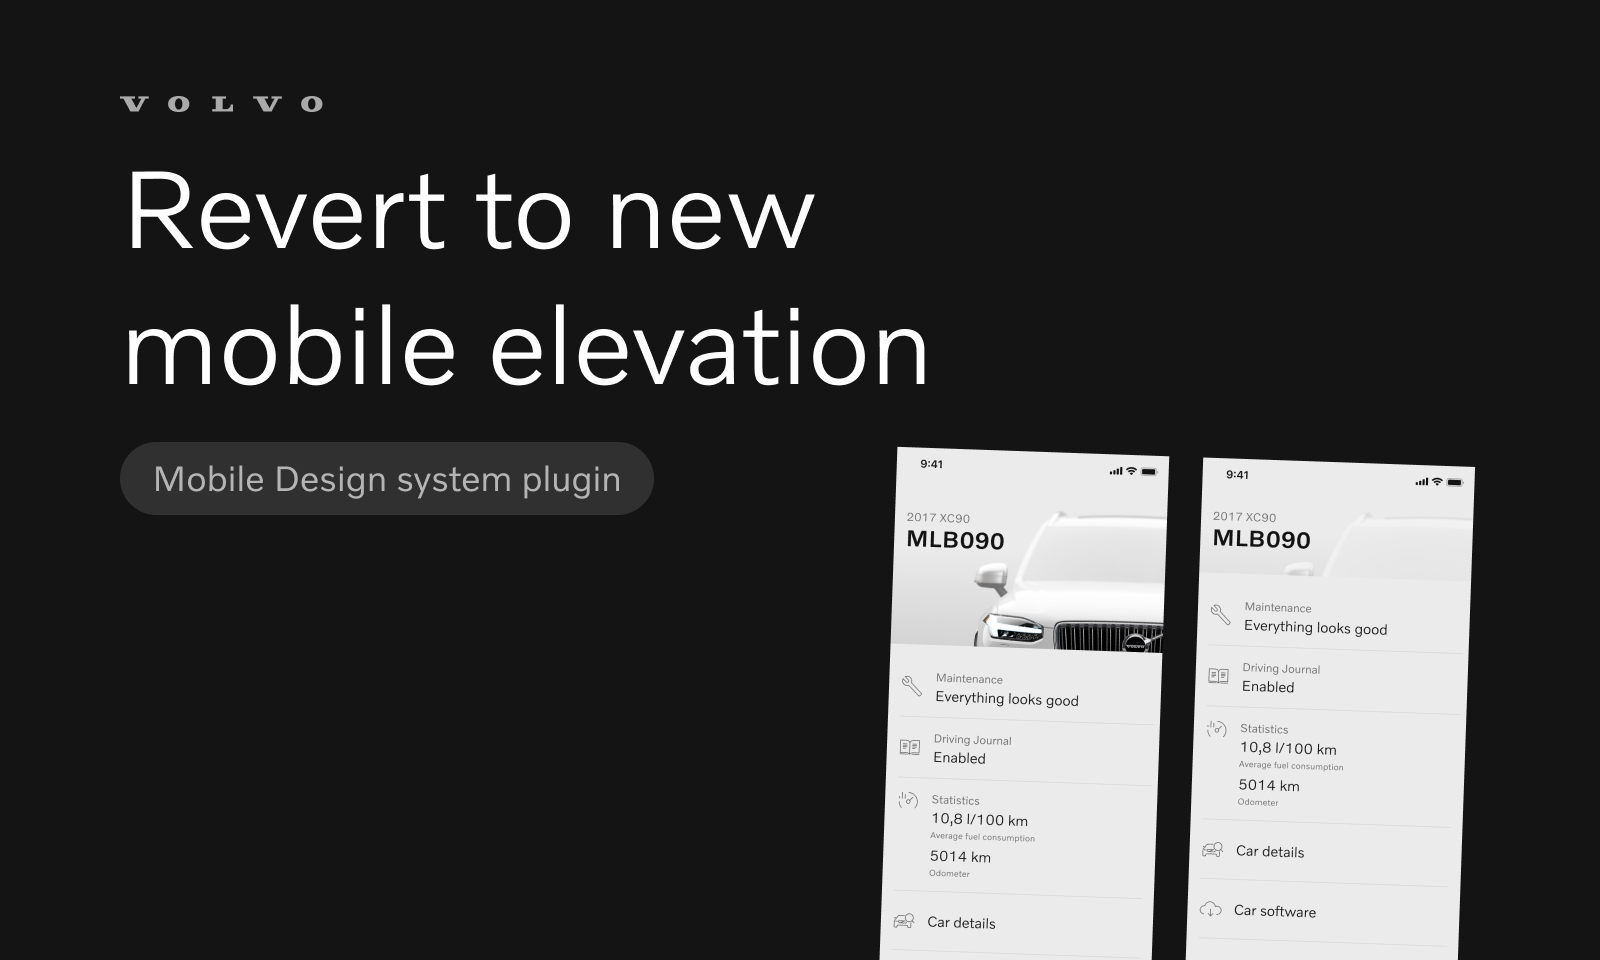 VOLVO
Revert to new
mobile elevation
Mobile Design system plugin
9:41
2017 XC90
MLB090
VOLVO
Maintenance
Everything looks good
Driving Journal
Enabled
Statistics
10,8 l/100 km
Average fuel consumption
5014 km
Odometer
Car details
9:41
2017 XC90
MLB090
Maintenance
Everything looks good
Driving Journal
Enabled
Statistics
10,8 l/100 km
Average fuel consumption
5014 km
Odometer
Car details
Car software